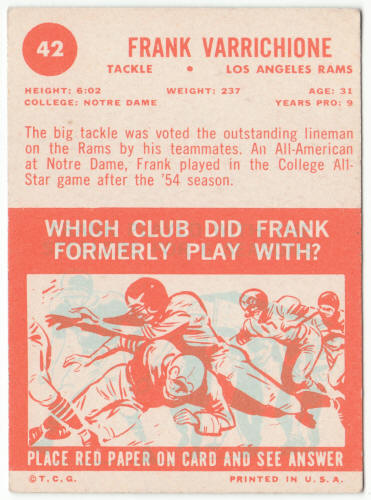 42
FRANK VARRICHIONE
TACKLE • LOS ANGELES RAMS
HEIGHT: 6:02 WEIGHT: 237 AGE: 31
COLLEGE: NOTRE DAME YEARS PRO: 9
The big tackle was voted the outstanding lineman
on the Rams by his teammates. An All-American
at Notre Dame, Frank played in the College All-
Star game after the '54 season.
WHICH CLUB DID FRANK
FORMERLY PLAY WITH?
PLACE RED PAPER ON CARD AND SEE ANSWER
©T.C.G. PRINTED IN U.S.A.